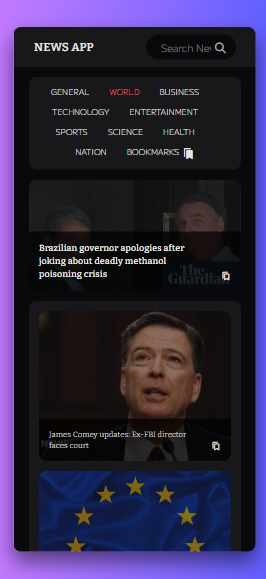 NEWS APP
Search Ne
GENERAL WORLD BUSINESS
TECHNOLOGY ENTERTAINMENT
SPORTS SCIENCE HEALTH
NATION BOOKMARKS
Brazilian governor apologies after
joking about deadly methanol
poisoning crisis
The
Guardian
James Comey updates: Ex-FBI director
faces court